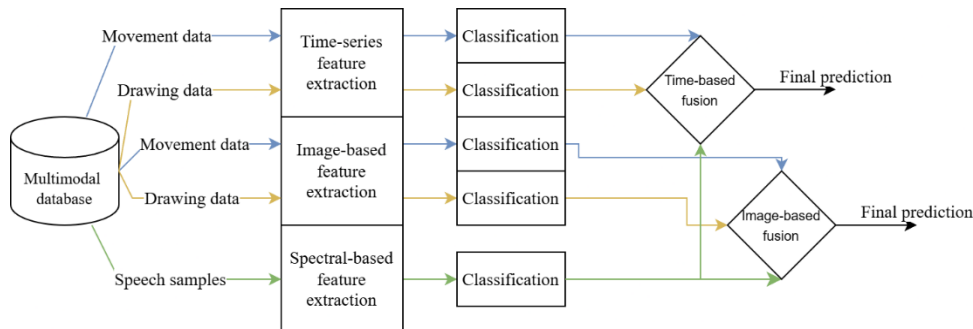 Movement data
Time-series
feature
extraction
Classification
Drawing data
Classification
Time-based
fusion
Final prediction
Multimodal
database
Movement data
Image-based
feature
extraction
Classification
Drawing data
Classification
Image-based
fusion
Final prediction
Speech samples
Spectral-based
feature
extraction
Classification